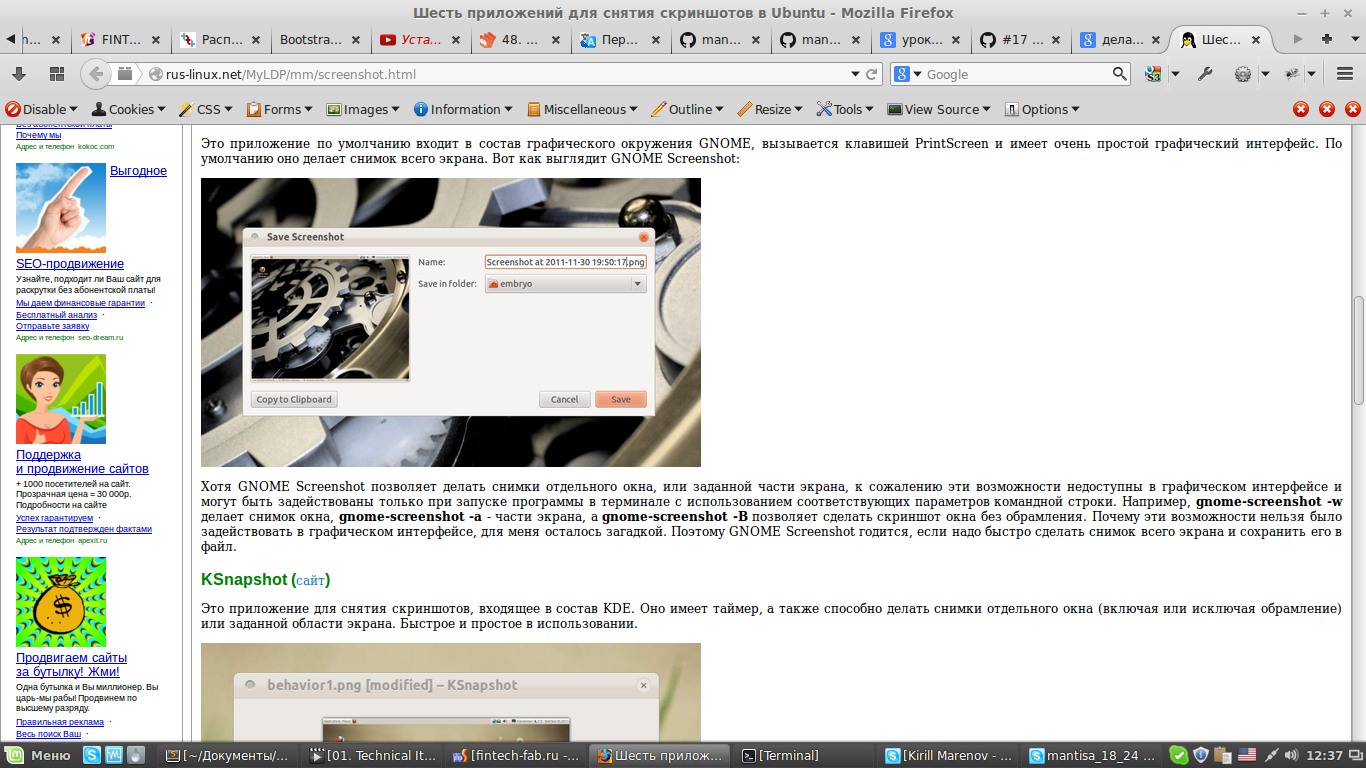 Шесть приложений для снятия скриншотов в Ubuntu - Mozilla Firefox
FINT...
Расп...
Bootstra...
Уста...
48. ...
Пер...
man...
man...
урок...
#17 ...
дела...
Шес...
rus-linux.net/MyLDP/mm/screenshot.html
Google
Disable
Cookies
CSS
Forms
Images
Information
Miscellaneous
Outline
Resize
Tools
View Source
Options
Почему мы
Адрес и телефон kokoc.com
Выгодное
SEO-продвижение
Узнайте, подходит ли Ваш сайт для
раскрутки без абонентской платы!
Мы даем финансовые гарантии ·
Бесплатный анализ ·
Отправьте заявку
Адрес и телефон seo-dream.ru
Поддержка
и продвижение сайтов
+ 1000 посетителей на сайт.
Прозрачная цена = 30 000р.
Подробности на сайте
Успех гарантируем ·
Результат подтвержден фактами
Адрес и телефон apexit.ru
Продвигаем сайты
за бутылку! Жми!
Одна бутылка и Вы миллионер. Вы
царь-мы рабы! Продвинем по
высшему разряду.
Правильная реклама ·
Весь поиск Ваш ·
Это приложение по умолчанию входит в состав графического окружения GNOME, вызывается клавишей PrintScreen и имеет очень простой графический интерфейс. По
умолчанию оно делает снимок всего экрана. Вот как выглядит GNOME Screenshot:
Save Screenshot
Name:
Screenshot at 2011-11-30 19:50:17.png
Save in folder:
embryo
Copy to Clipboard
Cancel
Save
Хотя GNOME Screenshot позволяет делать снимки отдельного окна, или заданной части экрана, к сожалению эти возможности недоступны в графическом интерфейсе и
могут быть задействованы только при запуске программы в терминале с использованием соответствующих параметров командной строки. Например, gnome-screenshot -w
делает снимок окна, gnome-screenshot -a - части экрана, а gnome-screenshot -B позволяет сделать скриншот окна без обрамления. Почему эти возможности нельзя было
задействовать в графическом интерфейсе, для меня осталось загадкой. Поэтому GNOME Screenshot годится, если надо быстро сделать снимок всего экрана и сохранить его в
файл.
KSnapshot (сайт)
Это приложение для снятия скриншотов, входящее в состав KDE. Оно имеет таймер, а также способно делать снимки отдельного окна (включая или исключая обрамление)
или заданной области экрана. Быстрое и простое в использовании.
behavior1.png [modified] – KSnapshot
Меню
[~/Документы/...
[01. Technical It...
[fintech-fab.ru -...
Шесть прилож...
[Terminal]
[Kirill Marenov - ...
mantisa_18_24 ...
12:37